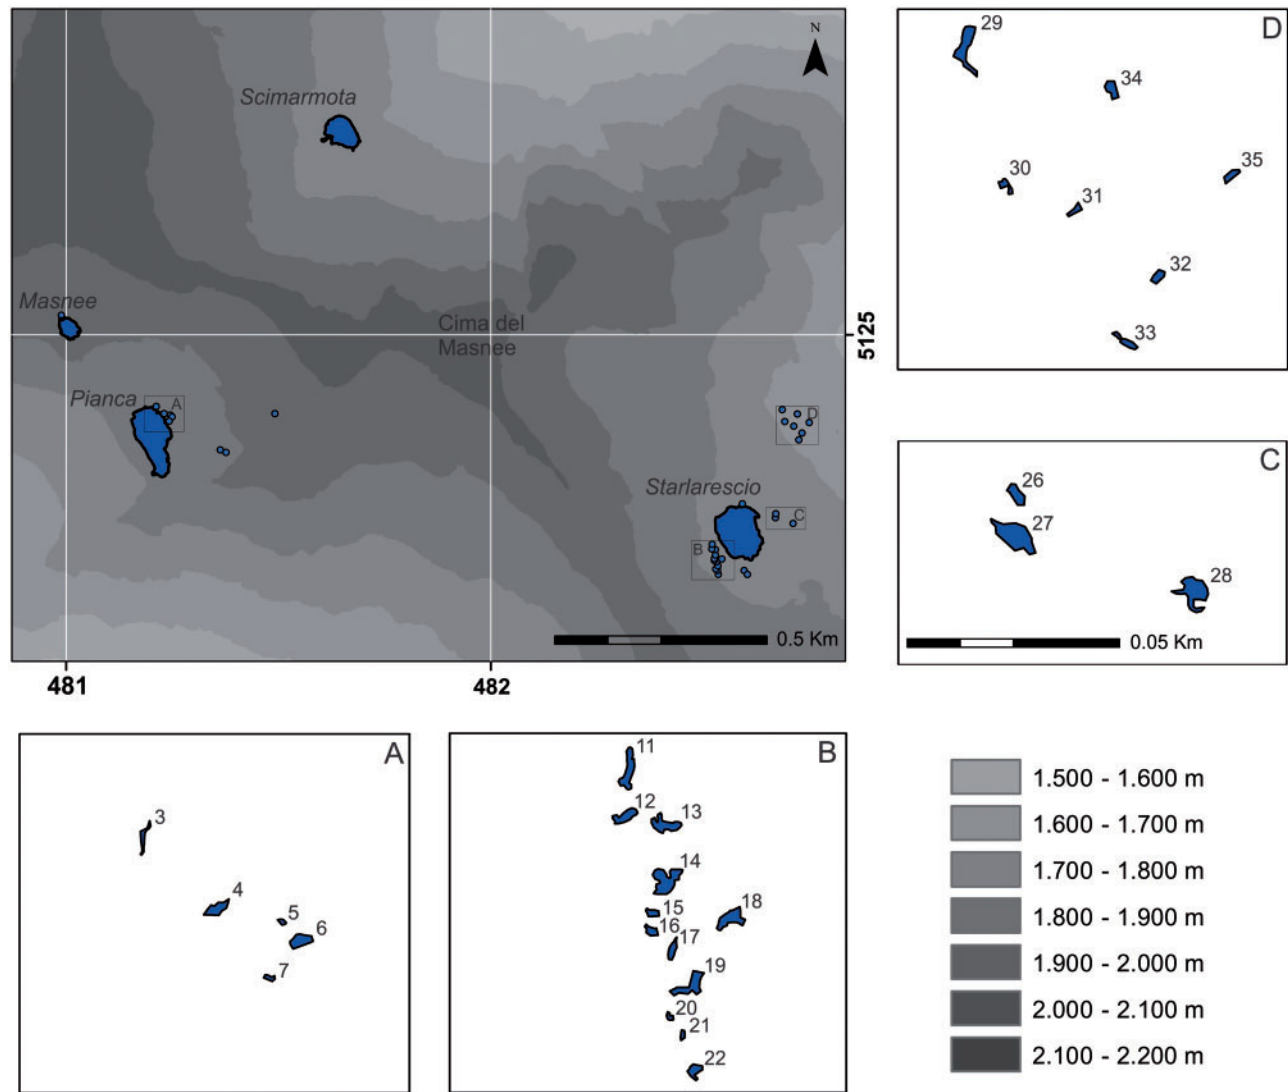 N
Scimarmota
Masnee
Cima del
Masnee
5125
Pianca
A
D
Starlarescio
C
B
0.5 Km
481
482
D
29
34
30
35
31
32
33
C
26
27
28
0.05 Km
A
3
4
5
6
7
B
11
12
13
14
15
18
16
17
19
20
21
22
1.500 - 1.600 m
1.600 - 1.700 m
1.700 - 1.800 m
1.800 - 1.900 m
1.900 - 2.000 m
2.000 - 2.100 m
2.100 - 2.200 m